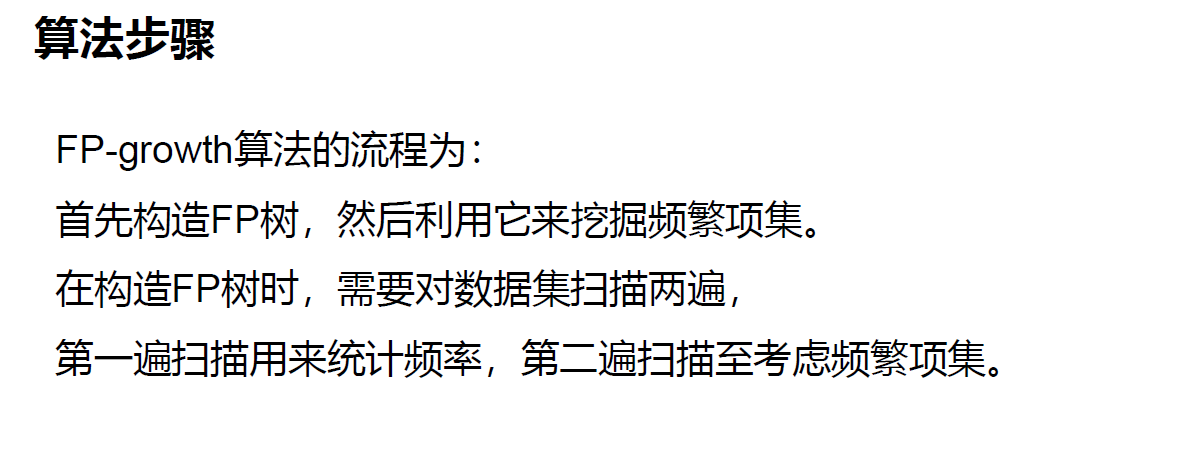 算法步骤
FP-growth算法的流程为：
首先构造FP树，然后利用它来挖掘频繁项集。
在构造FP树时，需要对数据集扫描两遍，
第一遍扫描用来统计频率，第二遍扫描至考虑频繁项集。